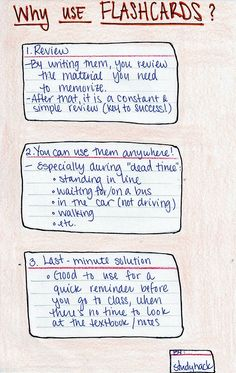 Why USE FLASHCARDS?
1. Review
-By writing them, you review
the material you need
to memorize.
-After that, it is a constant &
simple review (key to success!)
2. You can use them anywhere!
- Especially during "dead time":
• standing in line
• waiting for/on a bus
• in the car (not driving)
• walking
• etc.
3. Last-minute solution
• Good to use for a
quick reminder before
you go to class, when
there's no time to look
at the textbook/notes
BY:
studyhack